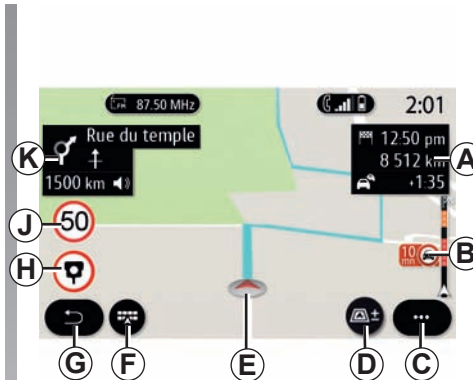 FM 87.50 MHz
2:01
Rue du temple
1500 km
12:50 pm
8 512 km
+1:35
K
A
50
J
10
mn
B
H
G
F
E
D
±
C